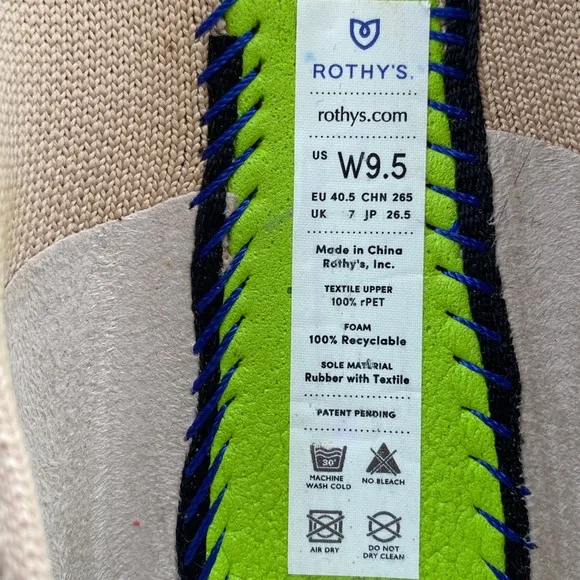 ROTHY'S.
rothys.com
US W9.5
EU 40.5 CHN 265
UK 7 JP 26.5
Made in China
Rothy's, Inc.
TEXTILE UPPER
100% rPET
FOAM
100% Recyclable
SOLE MATERIAL
Rubber with Textile
PATENT PENDING
30°
MACHINE WASH COLD
NO BLEACH
AIR DRY
DO NOT DRY CLEAN